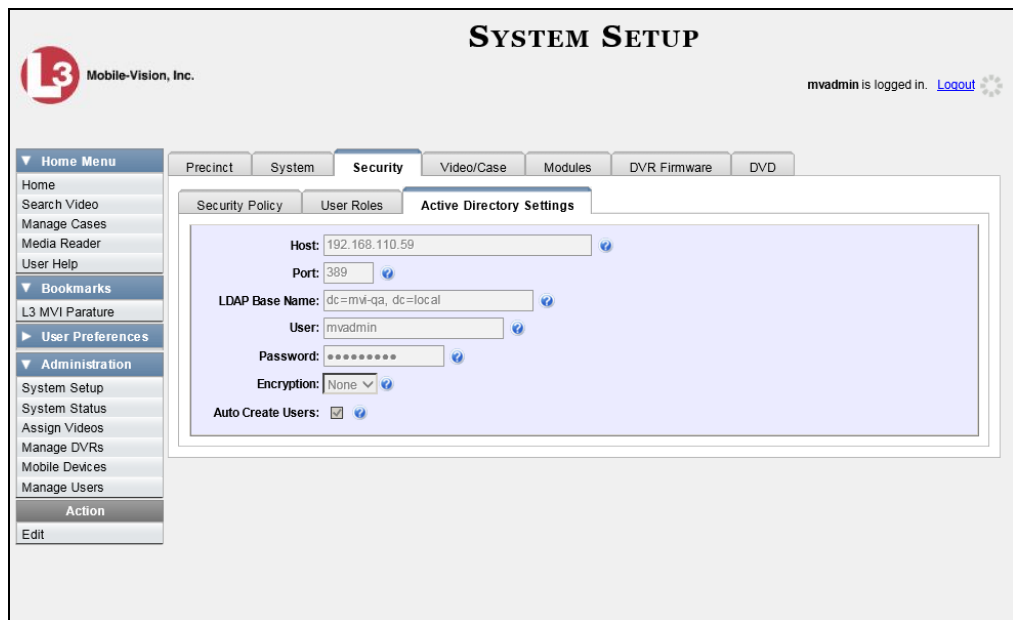 SYSTEM SETUP
L3 Mobile-Vision, Inc.
mvadmin is logged in. Logout
Home Menu
Home
Search Video
Manage Cases
Media Reader
User Help
Bookmarks
L3 MVI Parature
User Preferences
Administration
System Setup
System Status
Assign Videos
Manage DVRs
Mobile Devices
Manage Users
Action
Edit
Precinct System Security Video/Case Modules DVR Firmware DVD
Security Policy User Roles Active Directory Settings
Host: 192.168.110.59 ?
Port: 389 ?
LDAP Base Name: dc=mvi-qa, dc=local ?
User: mvadmin ?
Password: ••••••••• ?
Encryption: None ?
Auto Create Users: ?